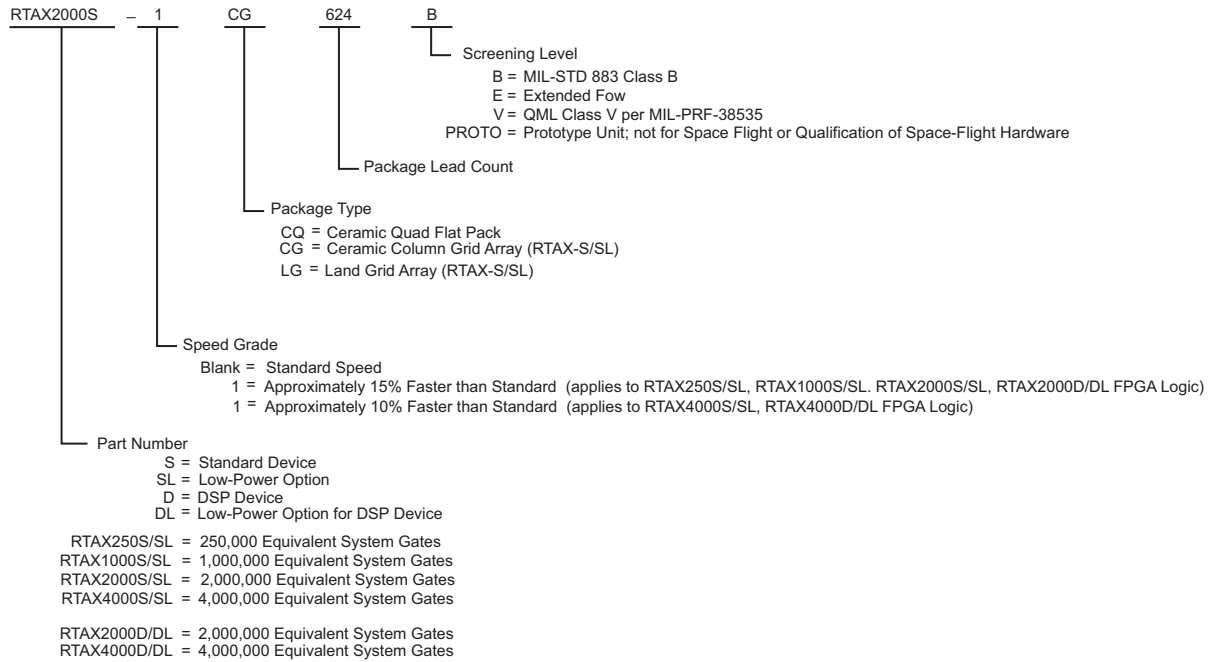 RTAX2000S – 1 CG 624 B
Screening Level
B = MIL-STD 883 Class B
E = Extended Fow
V = QML Class V per MIL-PRF-38535
PROTO = Prototype Unit; not for Space Flight or Qualification of Space-Flight Hardware
Package Lead Count
Package Type
CQ = Ceramic Quad Flat Pack
CG = Ceramic Column Grid Array (RTAX-S/SL)
LG = Land Grid Array (RTAX-S/SL)
Speed Grade
Blank = Standard Speed
1 = Approximately 15% Faster than Standard (applies to RTAX250S/SL, RTAX1000S/SL. RTAX2000S/SL, RTAX2000D/DL FPGA Logic)
1 = Approximately 10% Faster than Standard (applies to RTAX4000S/SL, RTAX4000D/DL FPGA Logic)
Part Number
S = Standard Device
SL = Low-Power Option
D = DSP Device
DL = Low-Power Option for DSP Device
RTAX250S/SL = 250,000 Equivalent System Gates
RTAX1000S/SL = 1,000,000 Equivalent System Gates
RTAX2000S/SL = 2,000,000 Equivalent System Gates
RTAX4000S/SL = 4,000,000 Equivalent System Gates
RTAX2000D/DL = 2,000,000 Equivalent System Gates
RTAX4000D/DL = 4,000,000 Equivalent System Gates